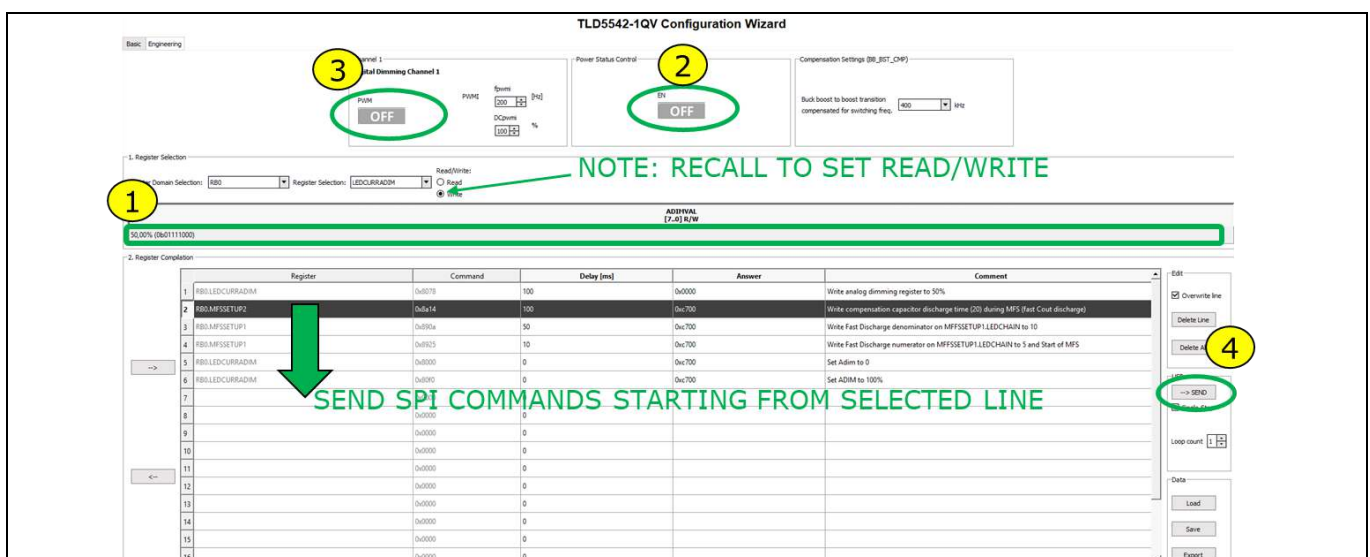 TLD5542-1QV Configuration Wizard
Basic Engineering
Channel 1
Digital Dimming Channel 1
3
PWM
OFF
PWMI
fpwmi
200 [Hz]
DCpwmi
100 %
Power Status Control
2
EN
OFF
Compensation Settings (BB_BST_CMP)
Buck boost to boost transition
compensated for switching freq.
400 kHz
1. Register Selection
Domain Selection: RB0
Register Selection: LEDCURRADIM
Read/Write:
Read
Write
NOTE: RECALL TO SET READ/WRITE
1
ADIMVAL
[7..0] R/W
50,00% (0b01111000)
2. Register Compilation
Register Command Delay [ms] Answer Comment
1 RB0.LEDCURRADIM 0x8078 100 0x0000 Write analog dimming register to 50%
2 RB0.MFSSETUP2 0x8a14 100 0xc700 Write compensation capacitor discharge time (20) during MFS (fast Cout discharge)
3 RB0.MFSSETUP1 0x890a 50 0xc700 Write Fast Discharge denominator on MFFSSETUP1.LEDCHAIN to 10
4 RB0.MFSSETUP1 0x8925 10 0xc700 Write Fast Discharge numerator on MFFSSETUP1.LEDCHAIN to 5 and Start of MFS
5 RB0.LEDCURRADIM 0x8000 0 0xc700 Set Adim to 0
6 RB0.LEDCURRADIM 0x80f0 0 0xc700 Set ADIM to 100%
7 0
SEND SPI COMMANDS STARTING FROM SELECTED LINE
8 0x0000 0
9 0x0000 0
10 0x0000 0
11 0x0000 0
12 0x0000 0
13 0x0000 0
14 0x0000 0
15 0x0000 0
16 0x0000 0
-->
<--
Edit
Overwrite line
Delete Line
Delete
4
--> SEND
Loop count 1
Data
Load
Save
Export